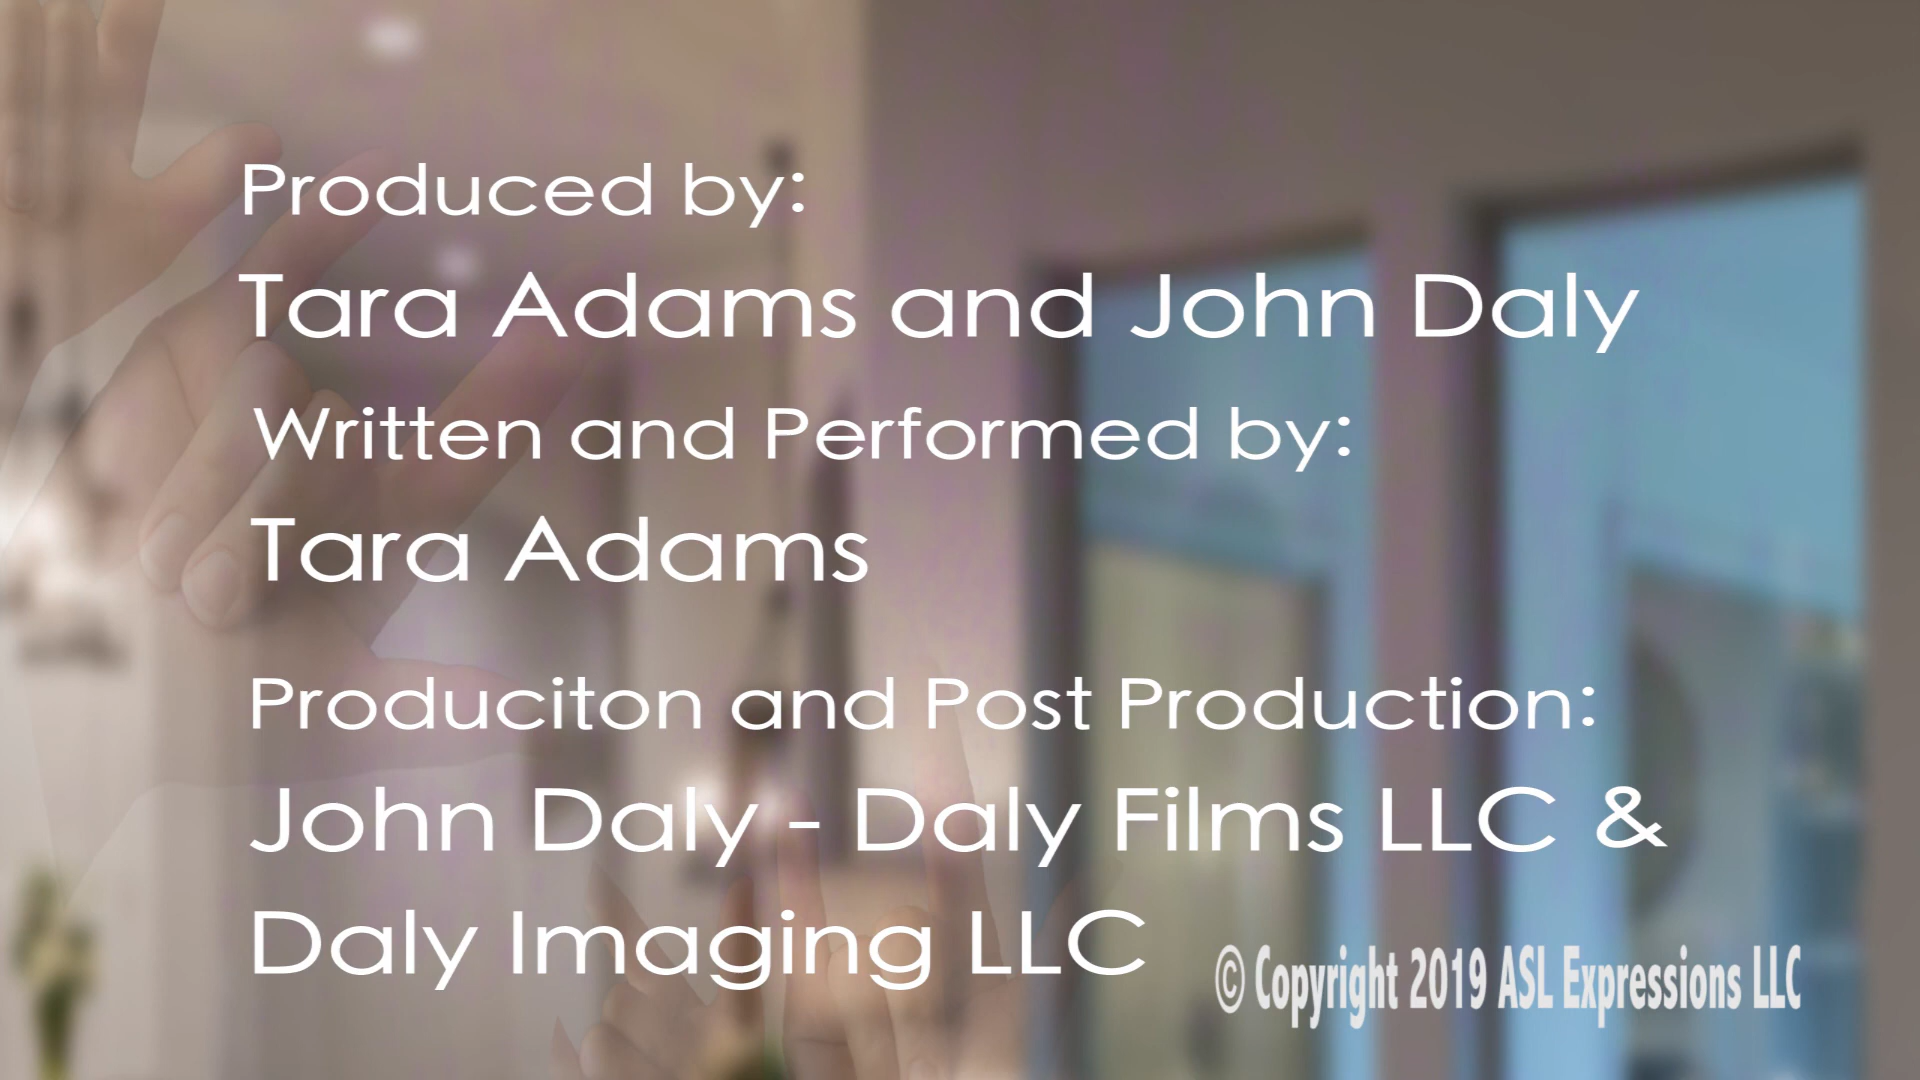 Produced by:
Tara Adams and John Daly
Written and Performed by:
Tara Adams
Produciton and Post Production:
John Daly - Daly Films LLC &
Daly Imaging LLC
© Copyright 2019 ASL Expressions LLC